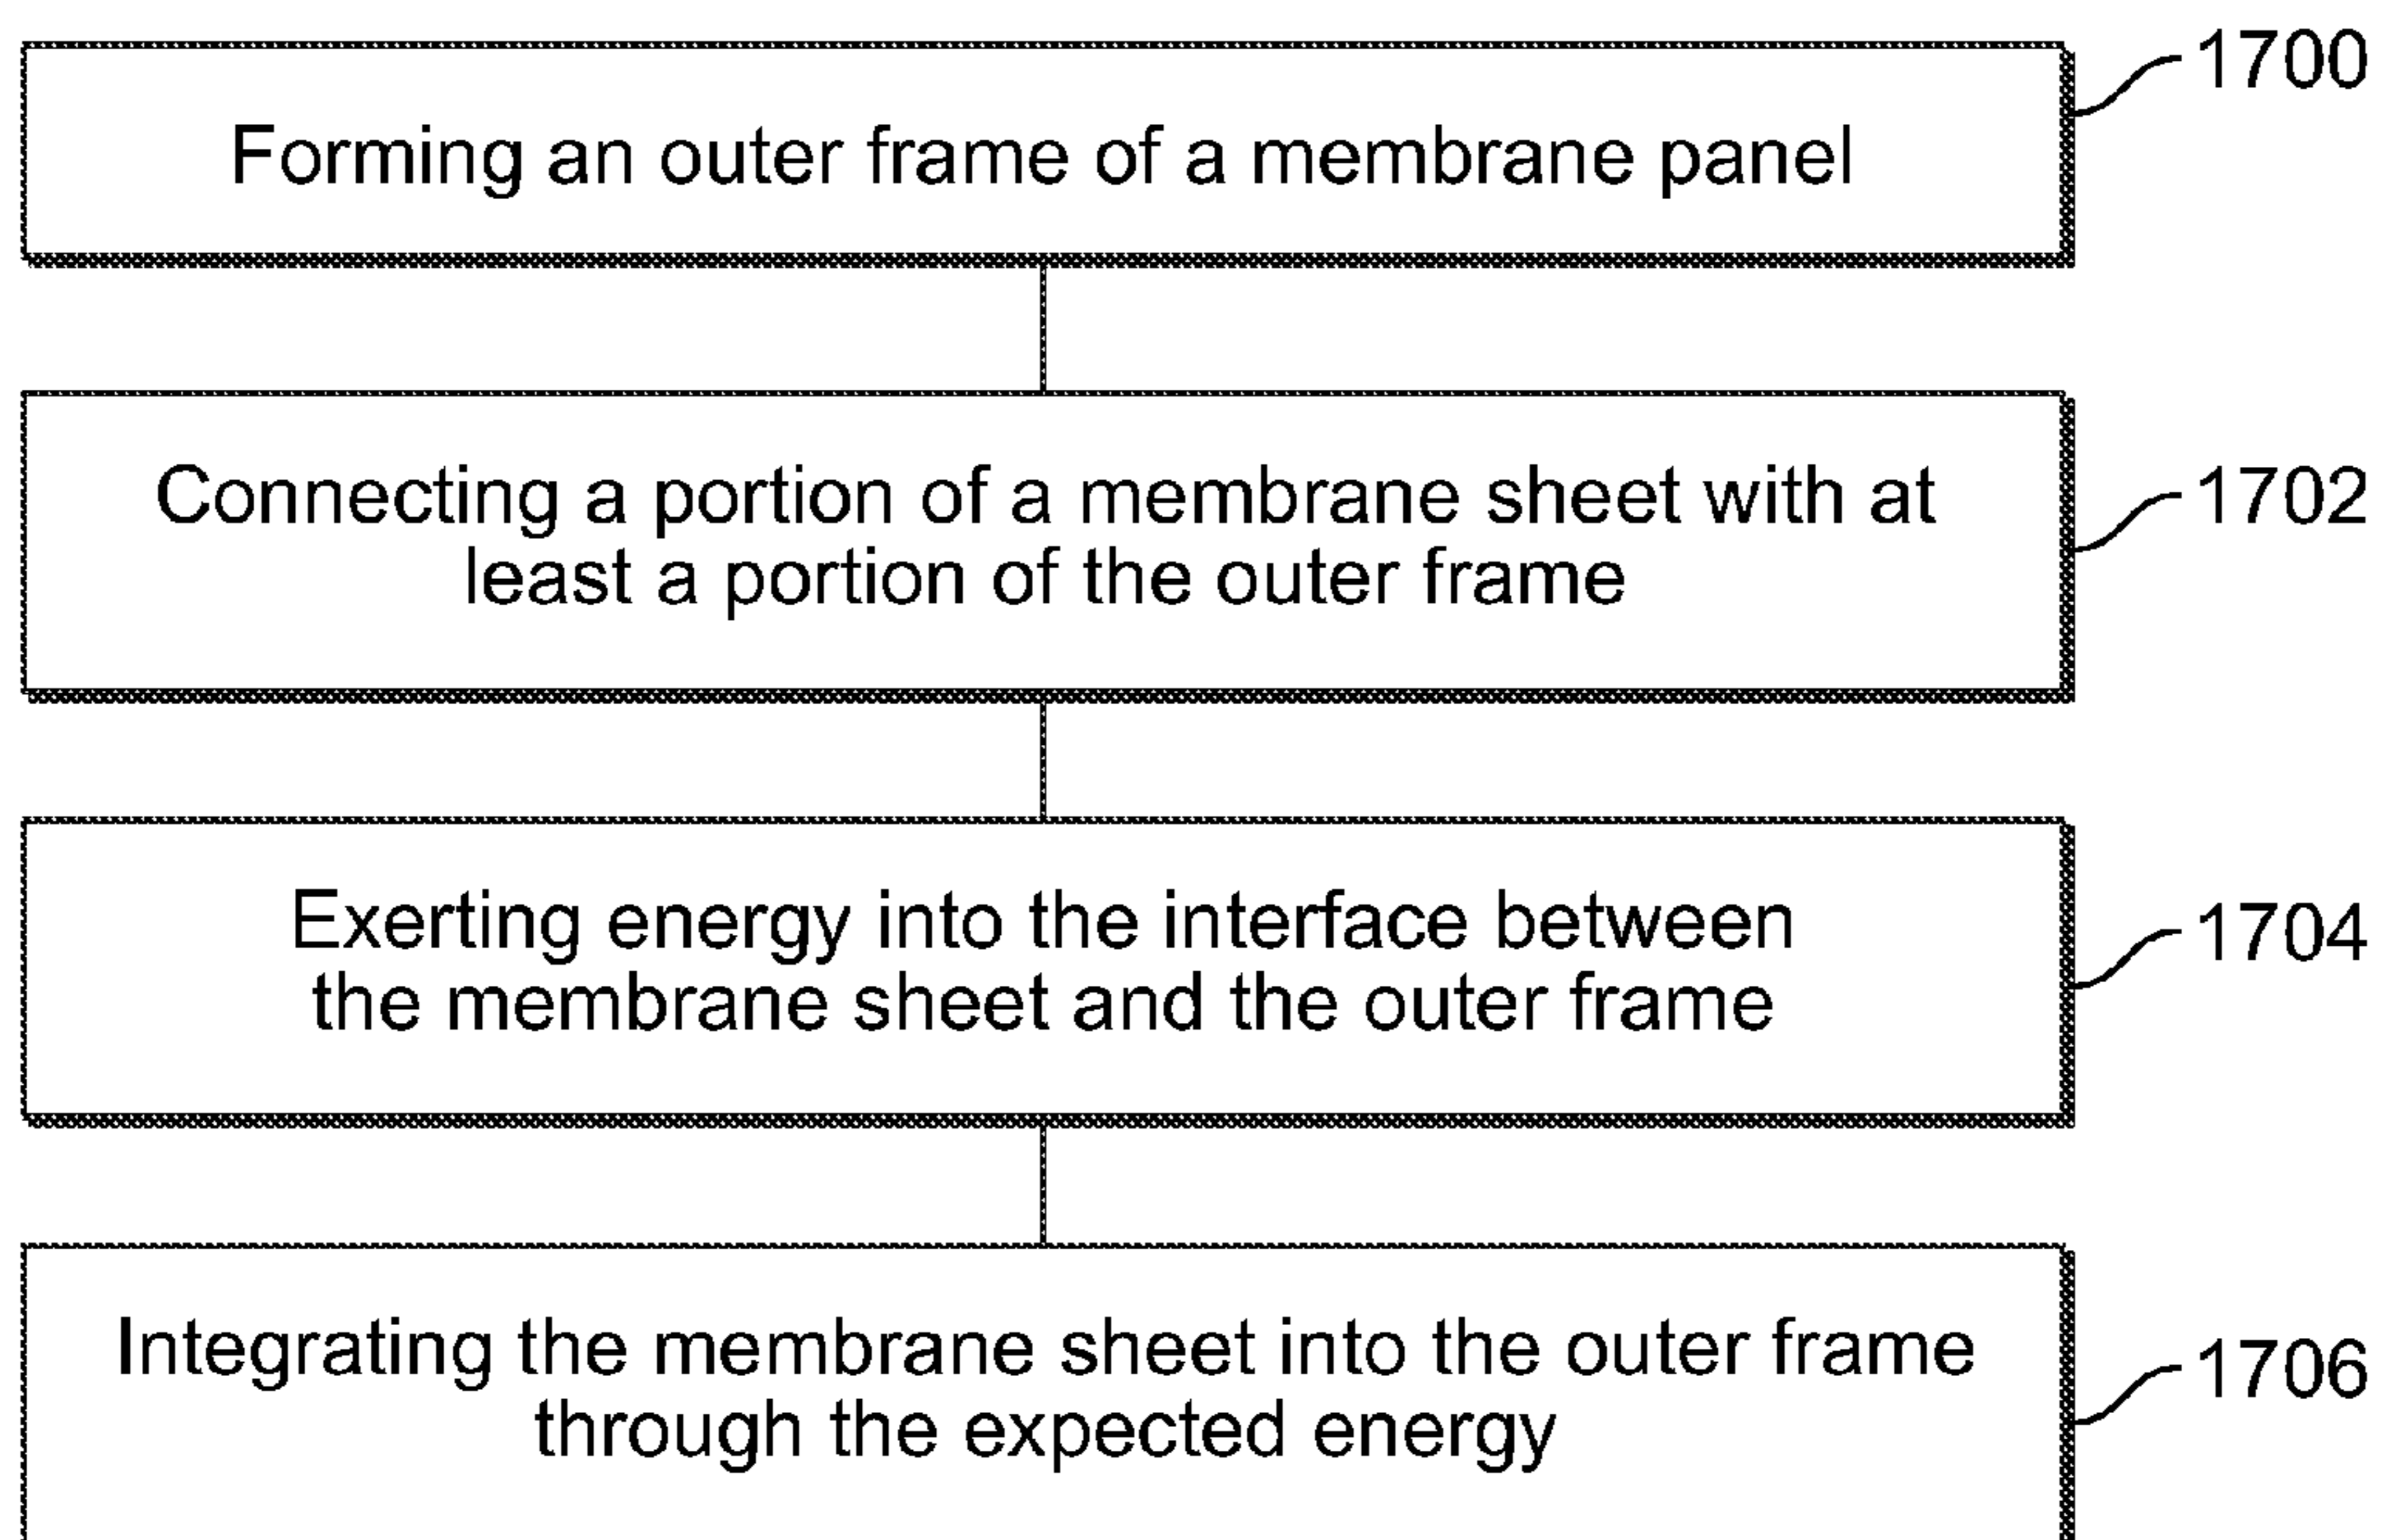 1700
Forming an outer frame of a membrane panel
Connecting a portion of a membrane sheet with at
least a portion of the outer frame
1702
Exerting energy into the interface between
the membrane sheet and the outer frame
1704
Integrating the membrane sheet into the outer frame
through the expected energy
1706